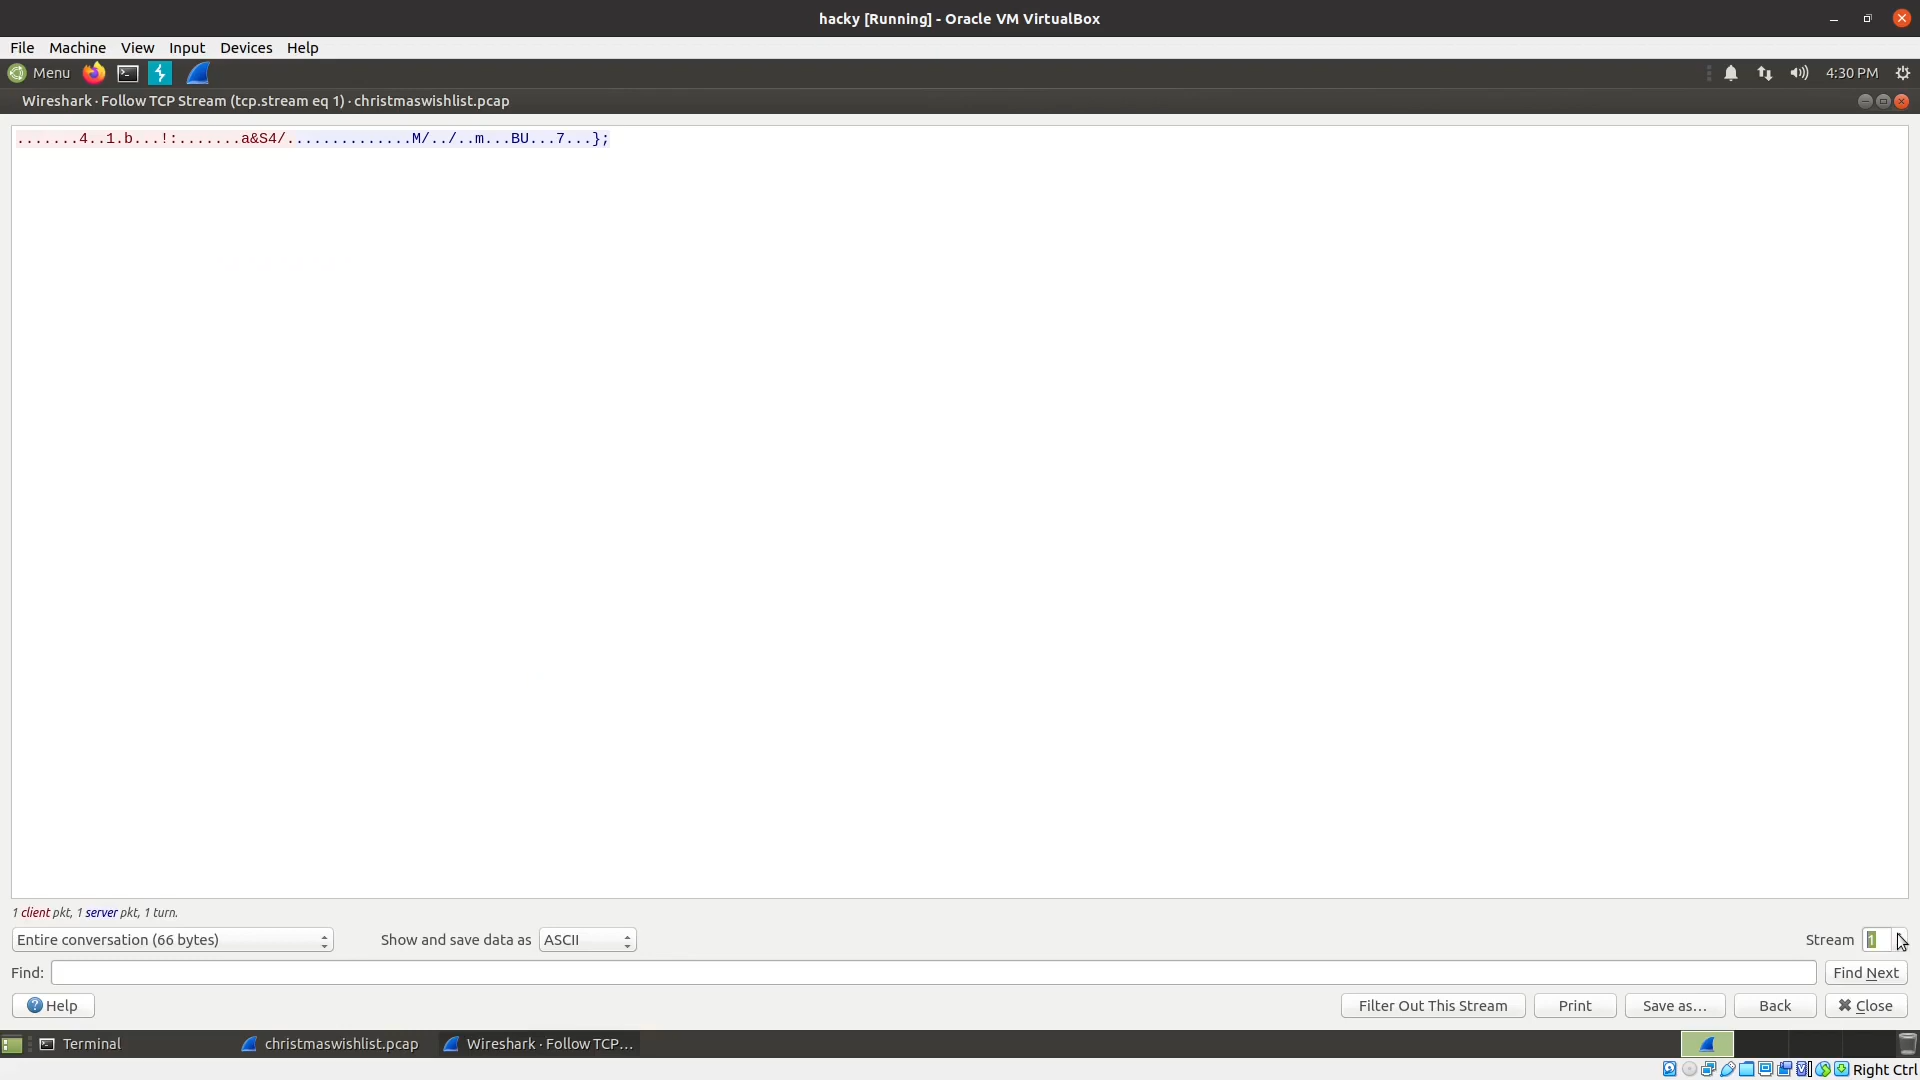 hacky [Running] - Oracle VM VirtualBox
File Machine View Input Devices Help
Menu 4:30 PM
Wireshark · Follow TCP Stream (tcp.stream eq 1) · christmaswishlist.pcap
.......4..1.b...!:.......a&S4/..............M/../..m...BU...7...};
1 client pkt, 1 server pkt, 1 turn.
Entire conversation (66 bytes) Show and save data as ASCII Stream 1
Find: Find Next
Help Filter Out This Stream Print Save as… Back Close
Terminal christmaswishlist.pcap Wireshark · Follow TCP…
Right Ctrl